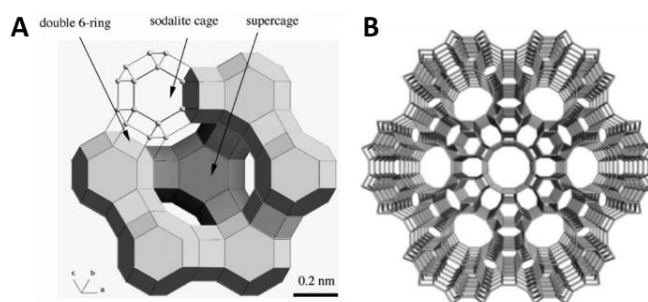 A
double 6-ring
sodalite cage
supercage
B
c
b
a
0.2 nm